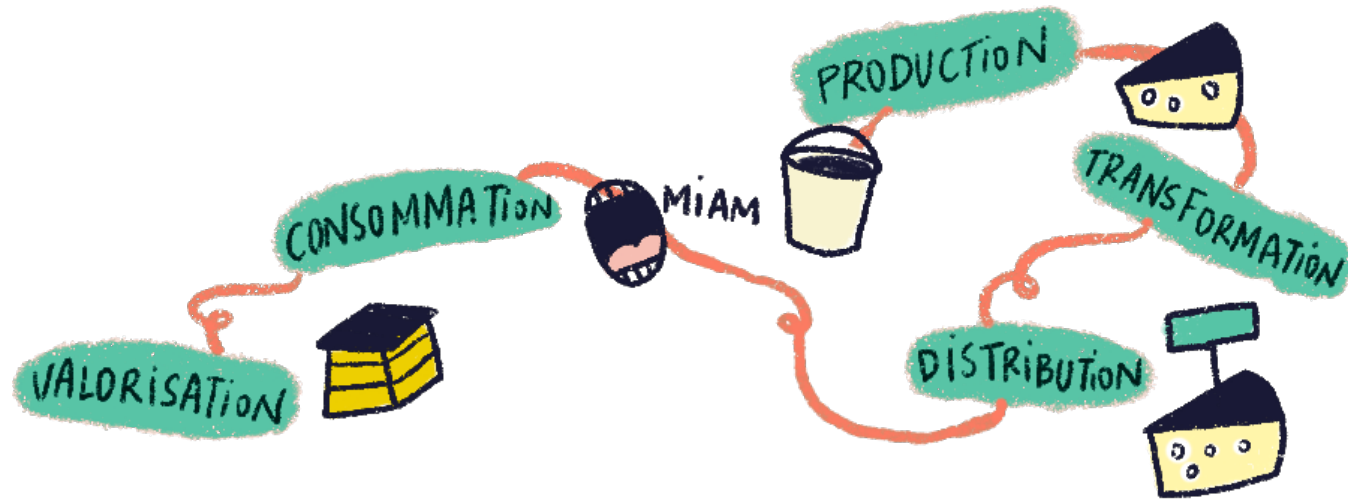 PRODUCTION
TRANSFORMATION
DISTRIBUTION
MIAM
CONSOMMATION
VALORISATION